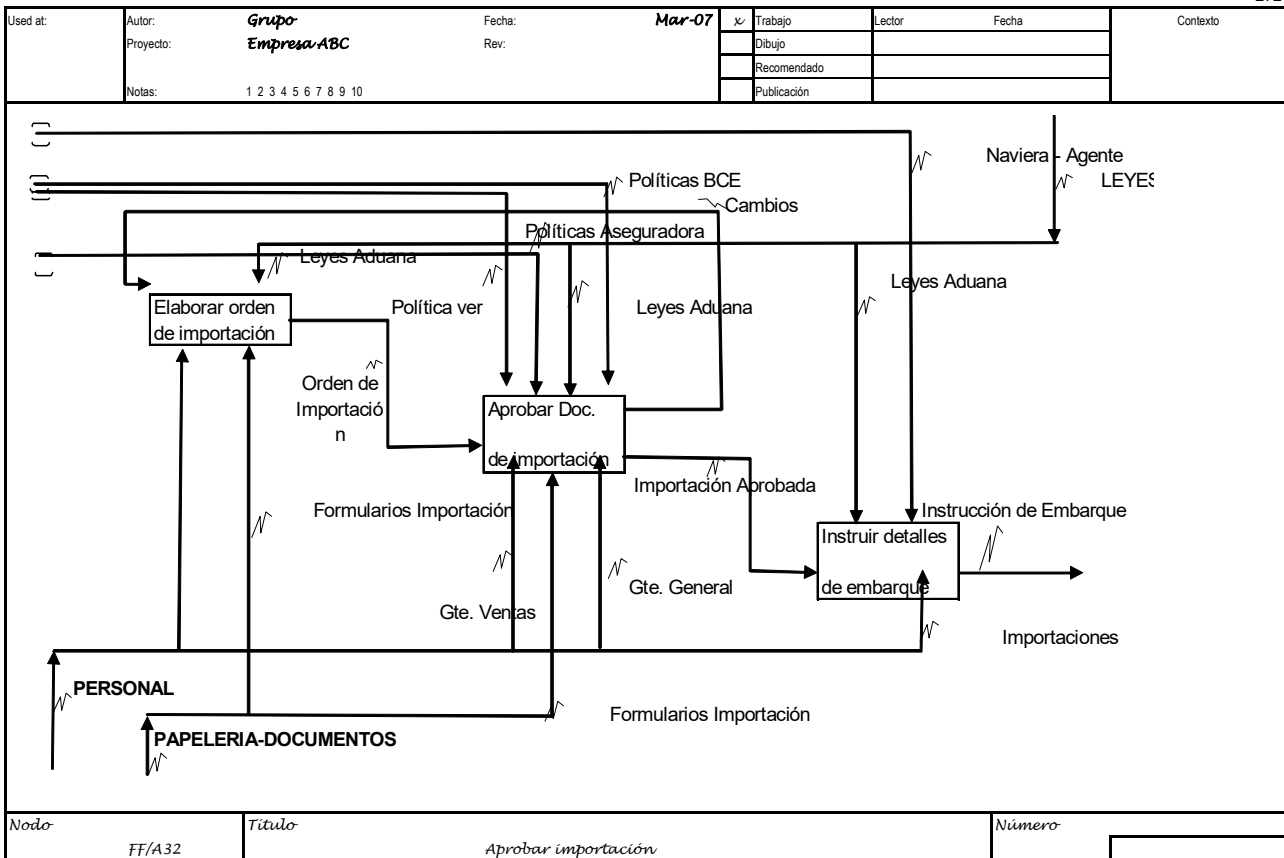 Used at:
Autor:
Grupo
Fecha:
Mar-07
x
Trabajo
Lector
Fecha
Contexto
Proyecto:
Empresa ABC
Rev:
Dibujo
Recomendado
Notas:
1 2 3 4 5 6 7 8 9 10
Publicación
Naviera - Agente
LEYES
Políticas BCE
Cambios
Políticas Aseguradora
Leyes Aduana
Leyes Aduana
Elaborar orden
de importación
Política ver
Leyes Aduana
Orden de
Importació
n
Aprobar Doc.
de importación
Importación Aprobada
Formularios Importación
Instrucción de Embarque
Instruir detalles
de embarque
Gte. General
Gte. Ventas
Importaciones
PERSONAL
Formularios Importación
PAPELERIA-DOCUMENTOS
Nodo
Título
Número
FF/A32
Aprobar importación